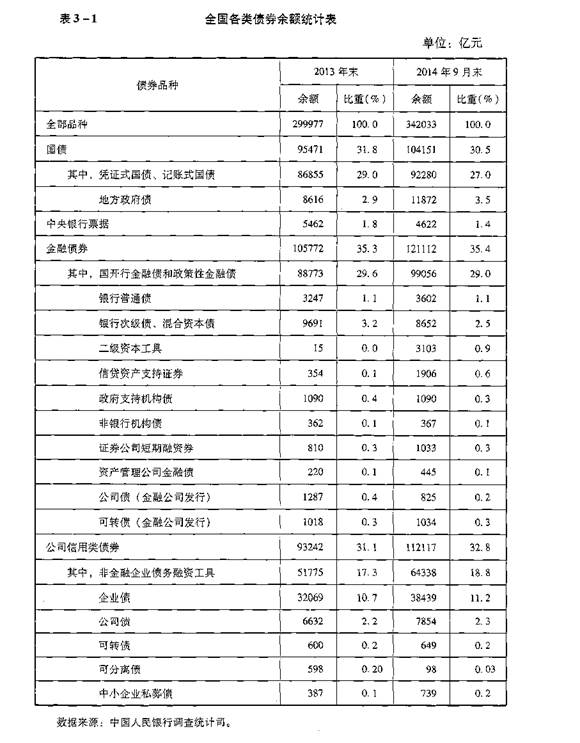 表3-1 全国各类债券余额统计表
单位：亿元
债券品种 2013年末 2014年9月末
余额 比重(%) 余额 比重(%)
全部品种 299977 100.0 342033 100.0
国债 95471 31.8 104151 30.5
其中，凭证式国债、记账式国债 86855 29.0 92280 27.0
地方政府债 8616 2.9 11872 3.5
中央银行票据 5462 1.8 4622 1.4
金融债券 105772 35.3 121112 35.4
其中，国开行金融债和政策性金融债 88773 29.6 99056 29.0
银行普通债 3247 1.1 3602 1.1
银行次级债、混合资本债 9691 3.2 8652 2.5
二级资本工具 15 0.0 3103 0.9
信贷资产支持证券 354 0.1 1906 0.6
政府支持机构债 1090 0.4 1090 0.3
非银行机构债 362 0.1 367 0.1
证券公司短期融资券 810 0.3 1033 0.3
资产管理公司金融债 220 0.1 445 0.1
公司债（金融公司发行） 1287 0.4 825 0.2
可转债（金融公司发行） 1018 0.3 1034 0.3
公司信用类债券 93242 31.1 112117 32.8
其中，非金融企业债务融资工具 51775 17.3 64338 18.8
企业债 32069 10.7 38439 11.2
公司债 6632 2.2 7854 2.3
可转债 600 0.2 649 0.2
可分离债 598 0.20 98 0.03
中小企业私募债 387 0.1 739 0.2
数据来源：中国人民银行调查统计司。